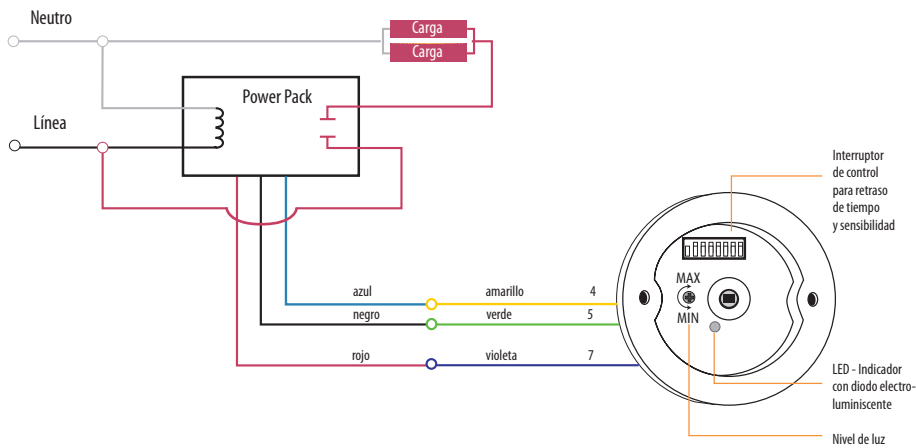 Neutro
Carga
Carga
Power Pack
Línea
Interruptor
de control
para retraso
de tiempo
y sensibilidad
MAX
MIN
azul amarillo 4
negro verde 5
rojo violeta 7
LED - Indicador
con diodo electro-
luminiscente
Nivel de luz